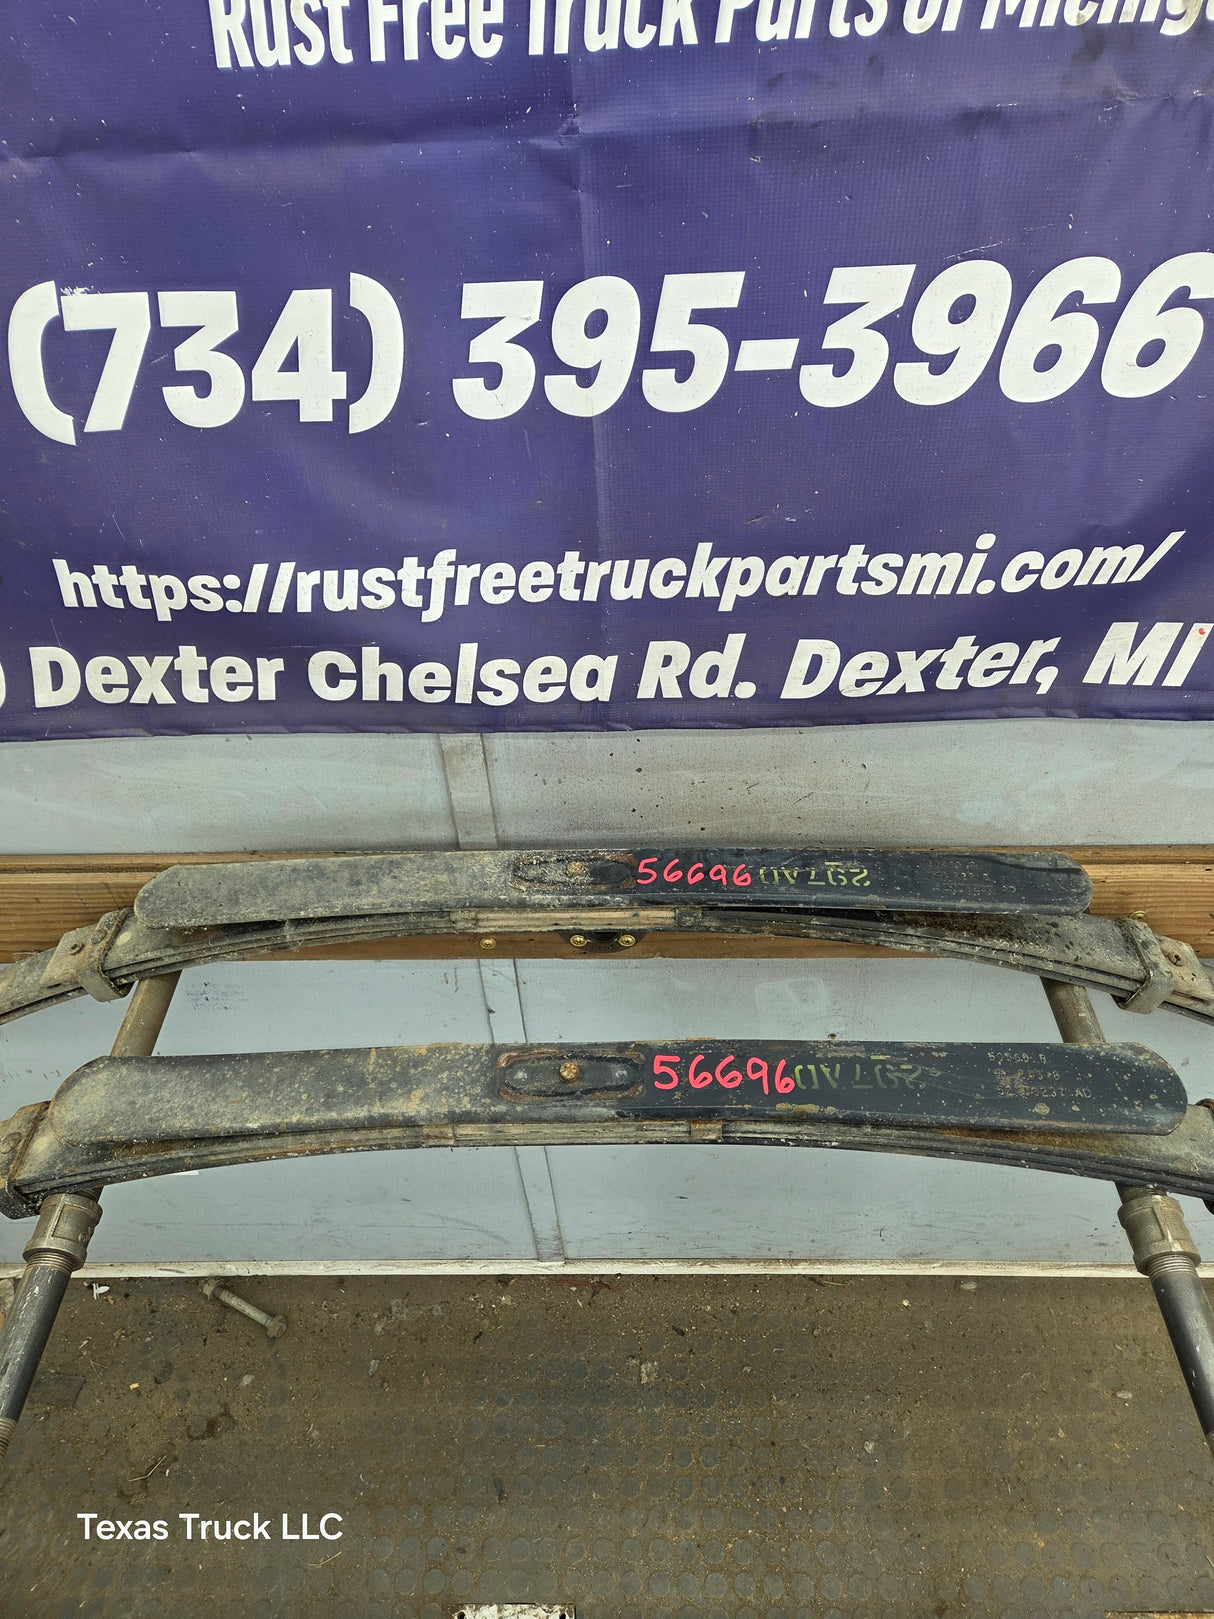 Rust Free Truck Parts of
(734) 395-3966
https://rustfreetruckpartsmi.com/
Dexter Chelsea Rd. Dexter, MI
56696
56696
Texas Truck LLC